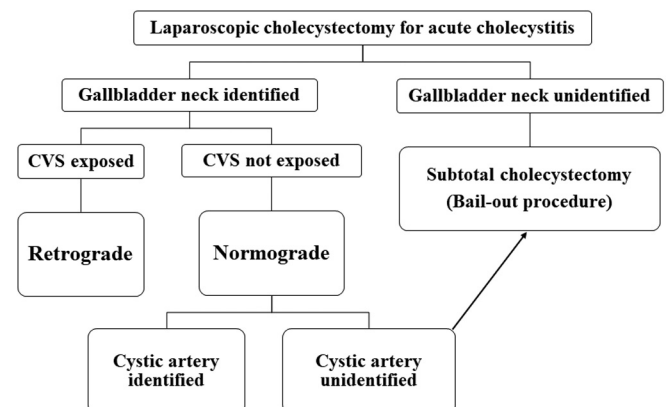 Laparoscopic cholecystectomy for acute cholecystitis
Gallbladder neck identified
Gallbladder neck unidentified
CVS exposed
CVS not exposed
Subtotal cholecystectomy
(Bail-out procedure)
Retrograde
Normograde
Cystic artery
identified
Cystic artery
unidentified